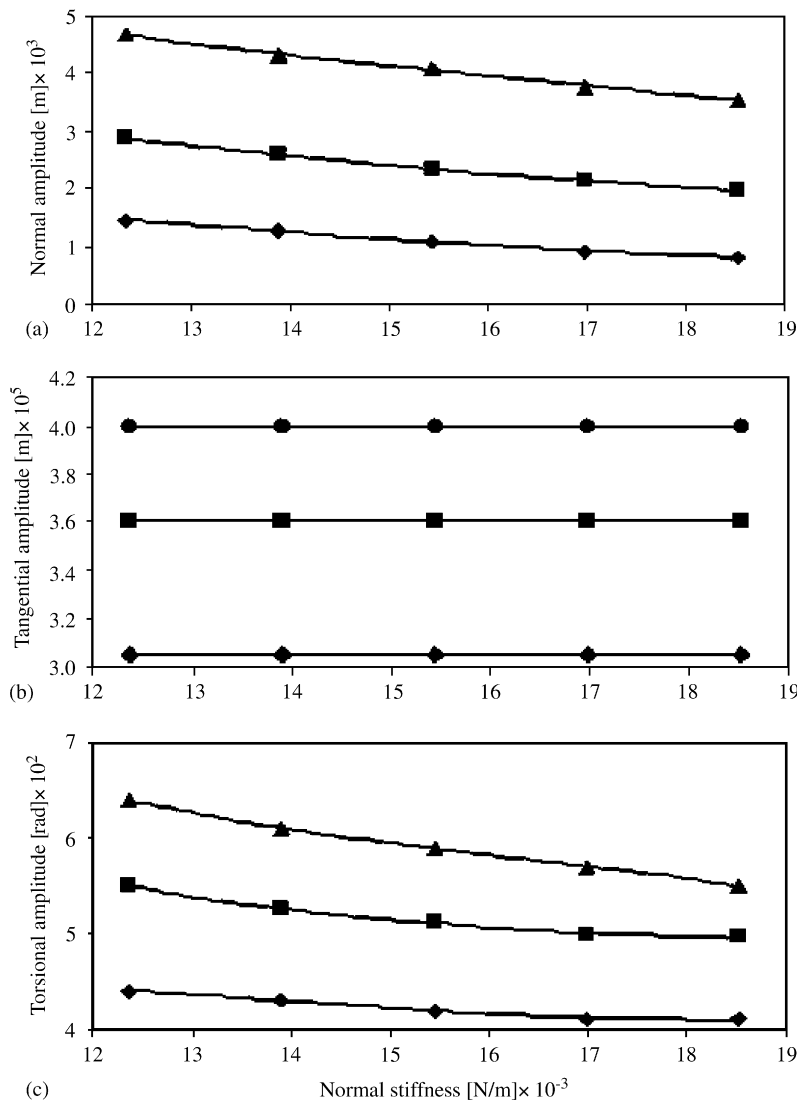 Normal amplitude [m]× 10³
5
4
3
2
1
0
12 13 14 15 16 17 18 19
(a)
Tangential amplitude [m]× 10⁵
4.2
4.0
3.8
3.6
3.4
3.2
3.0
12 13 14 15 16 17 18 19
(b)
Torsional amplitude [rad]× 10²
7
6
5
4
12 13 14 15 16 17 18 19
(c)
Normal stiffness [N/m]× 10⁻³